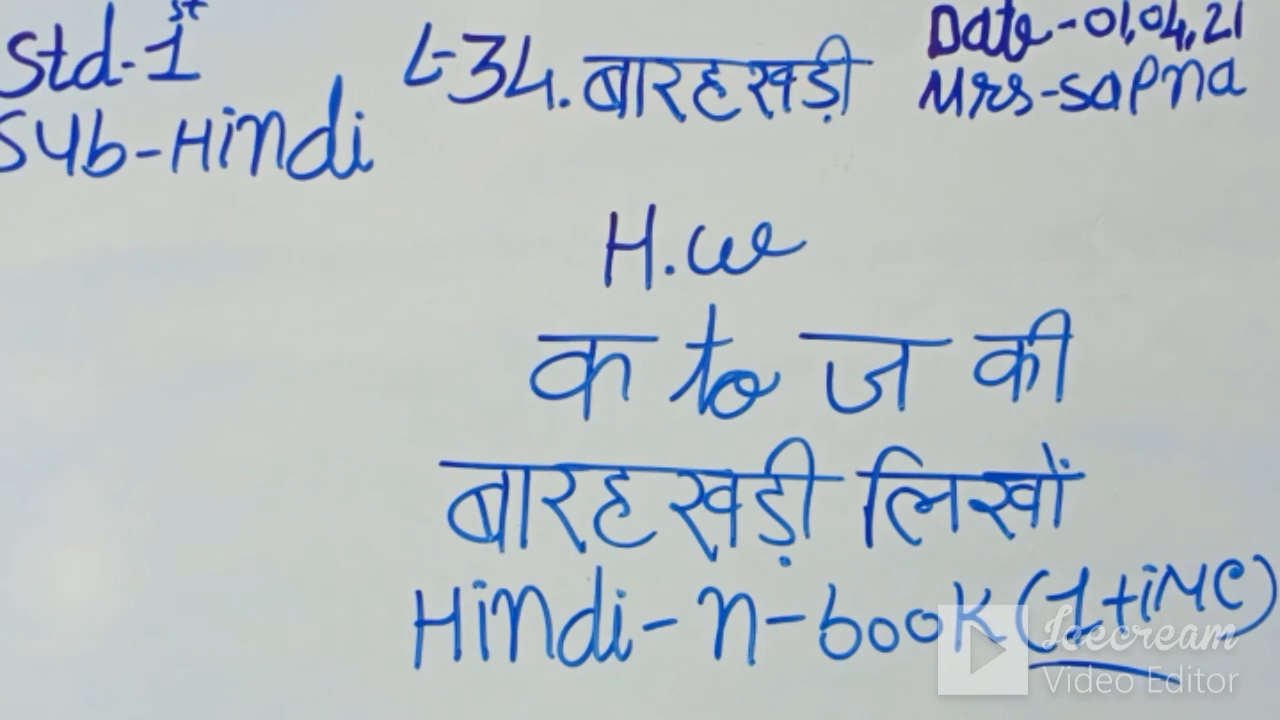 Std-1st L-34. बारहखड़ी Date-01,04,21
Sub-Hindi Mrs-Sapna
H.w
क to ज की
बारहखड़ी लिखों
Hindi-n-book (1+iMe)
Icecream
Video Editor